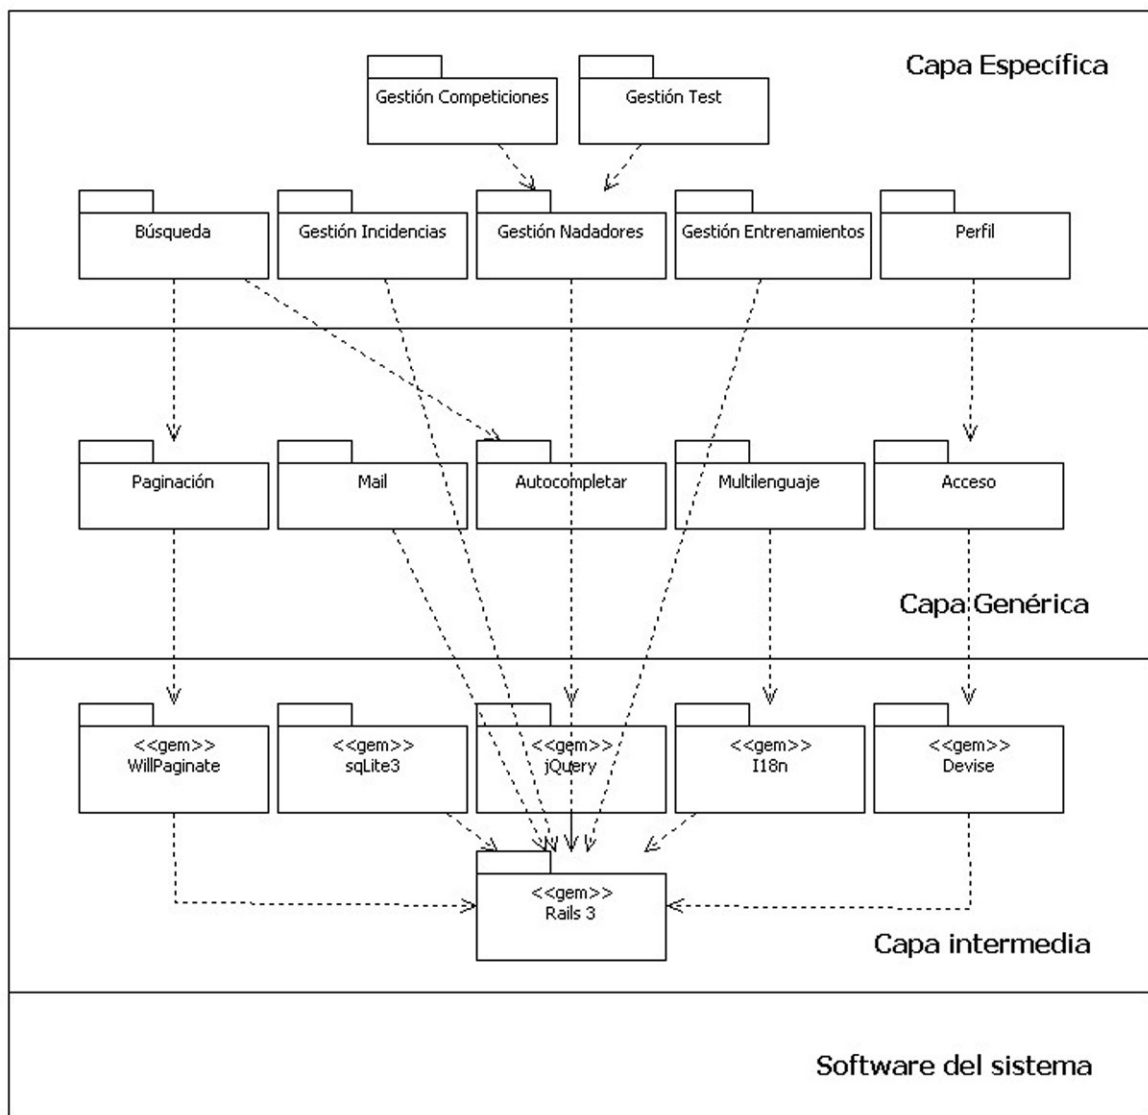 Capa Específica
Gestión Competiciones
Gestión Test
Búsqueda
Gestión Incidencias
Gestión Nadadores
Gestión Entrenamientos
Perfil
Paginación
Mail
Autocompletar
Multilenguaje
Acceso
Capa Genérica
<<gem>>
WillPaginate
<<gem>>
sqLite3
<<gem>>
jQuery
<<gem>>
I18n
<<gem>>
Devise
<<gem>>
Rails 3
Capa intermedia
Software del sistema